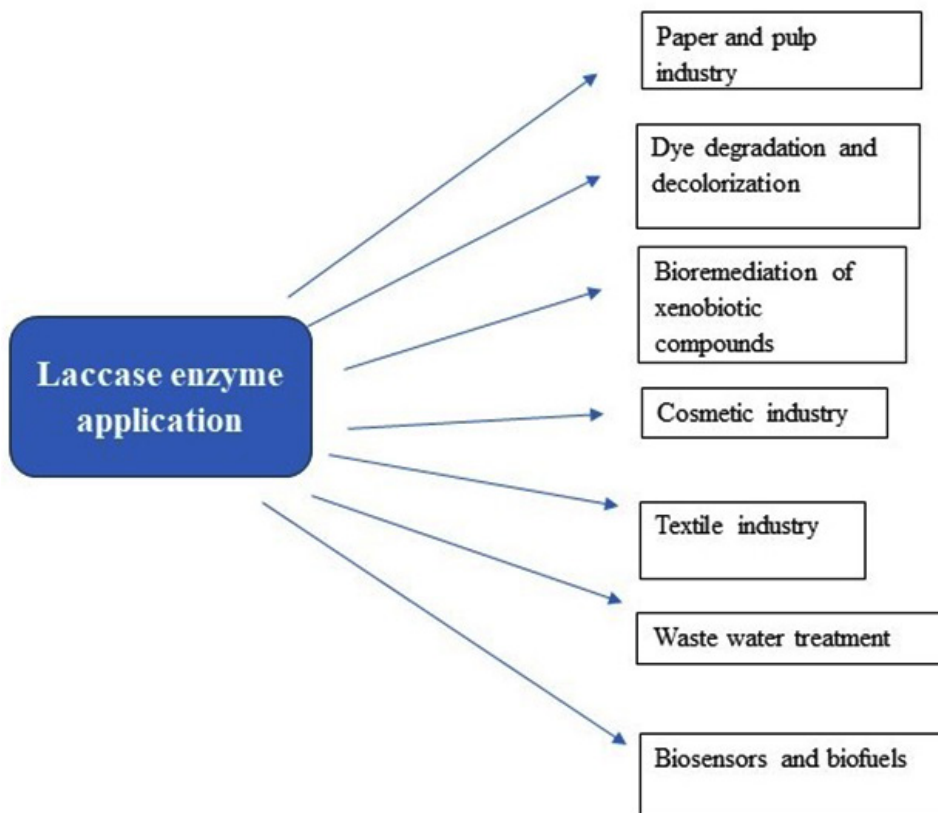 Paper and pulp
industry
Dye degradation and
decolorization
Bioremediation of
xenobiotic
compounds
Laccase enzyme
application
Cosmetic industry
Textile industry
Waste water treatment
Biosensors and biofuels